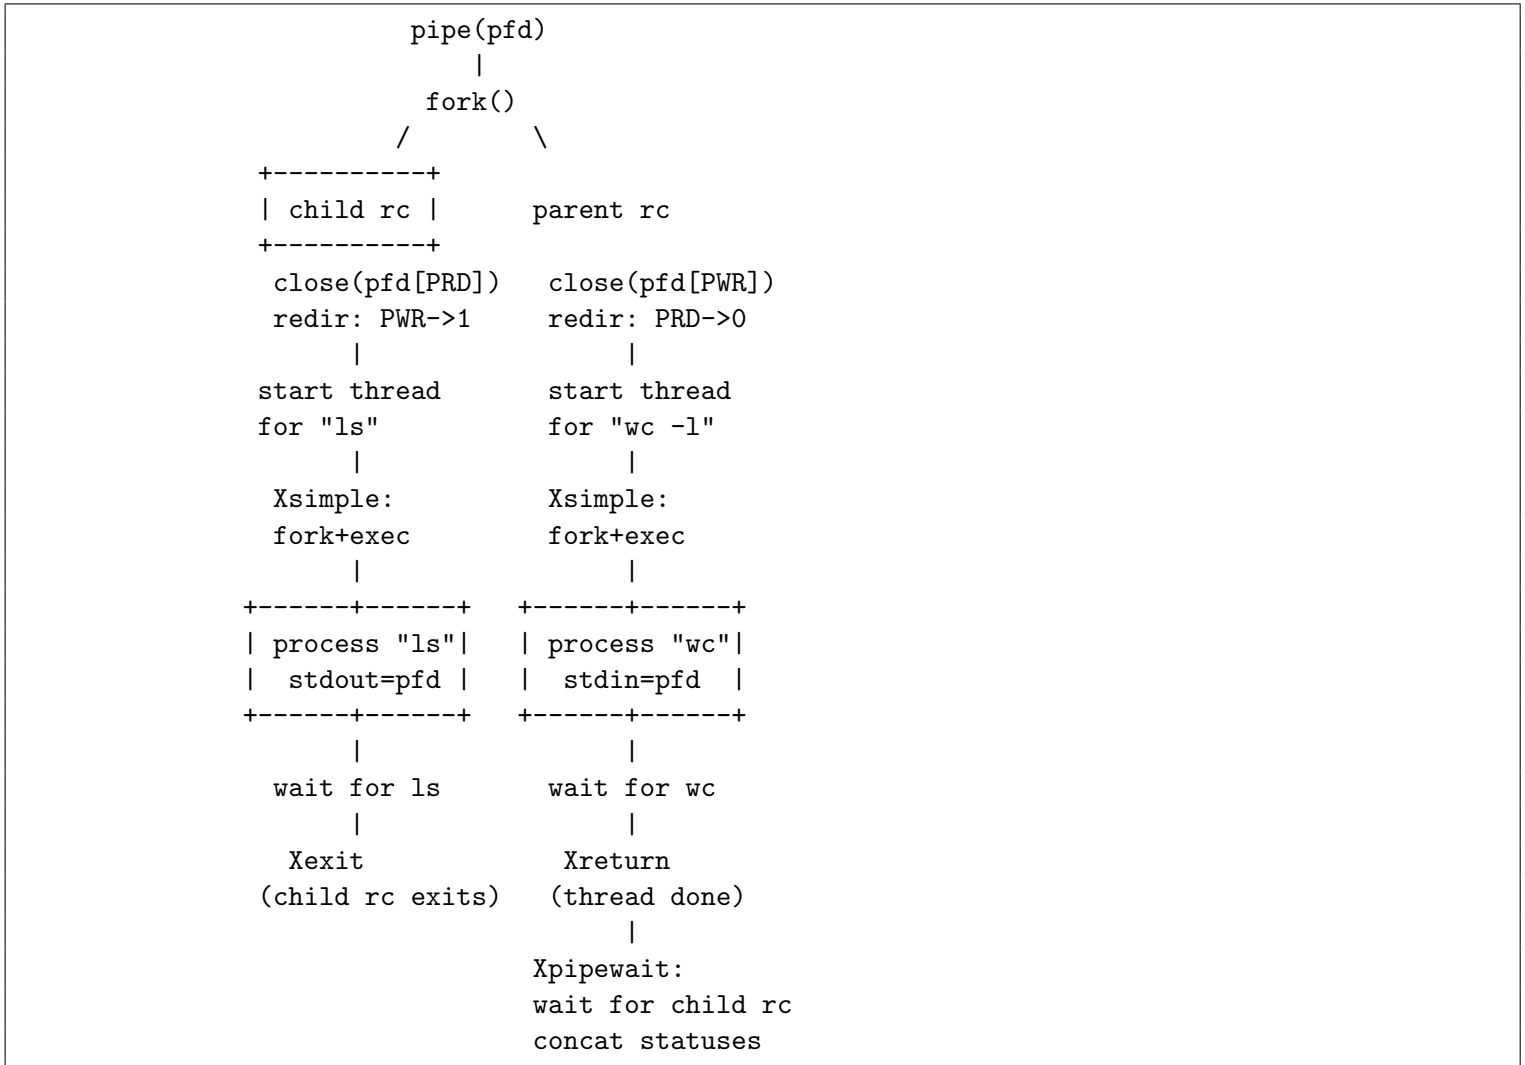 pipe(pfd)
|
fork()
/ \
+----------+
| child rc | parent rc
+----------+
close(pfd[PRD]) close(pfd[PWR])
redir: PWR->1 redir: PRD->0
| |
start thread start thread
for "ls" for "wc -l"
| |
Xsimple: Xsimple:
fork+exec fork+exec
| |
+------+------+ +------+------+
| process "ls"| | process "wc"|
| stdout=pfd | | stdin=pfd |
+------+------+ +------+------+
| |
wait for ls wait for wc
| |
Xexit Xreturn
(child rc exits) (thread done)
|
Xpipewait:
wait for child rc
concat statuses